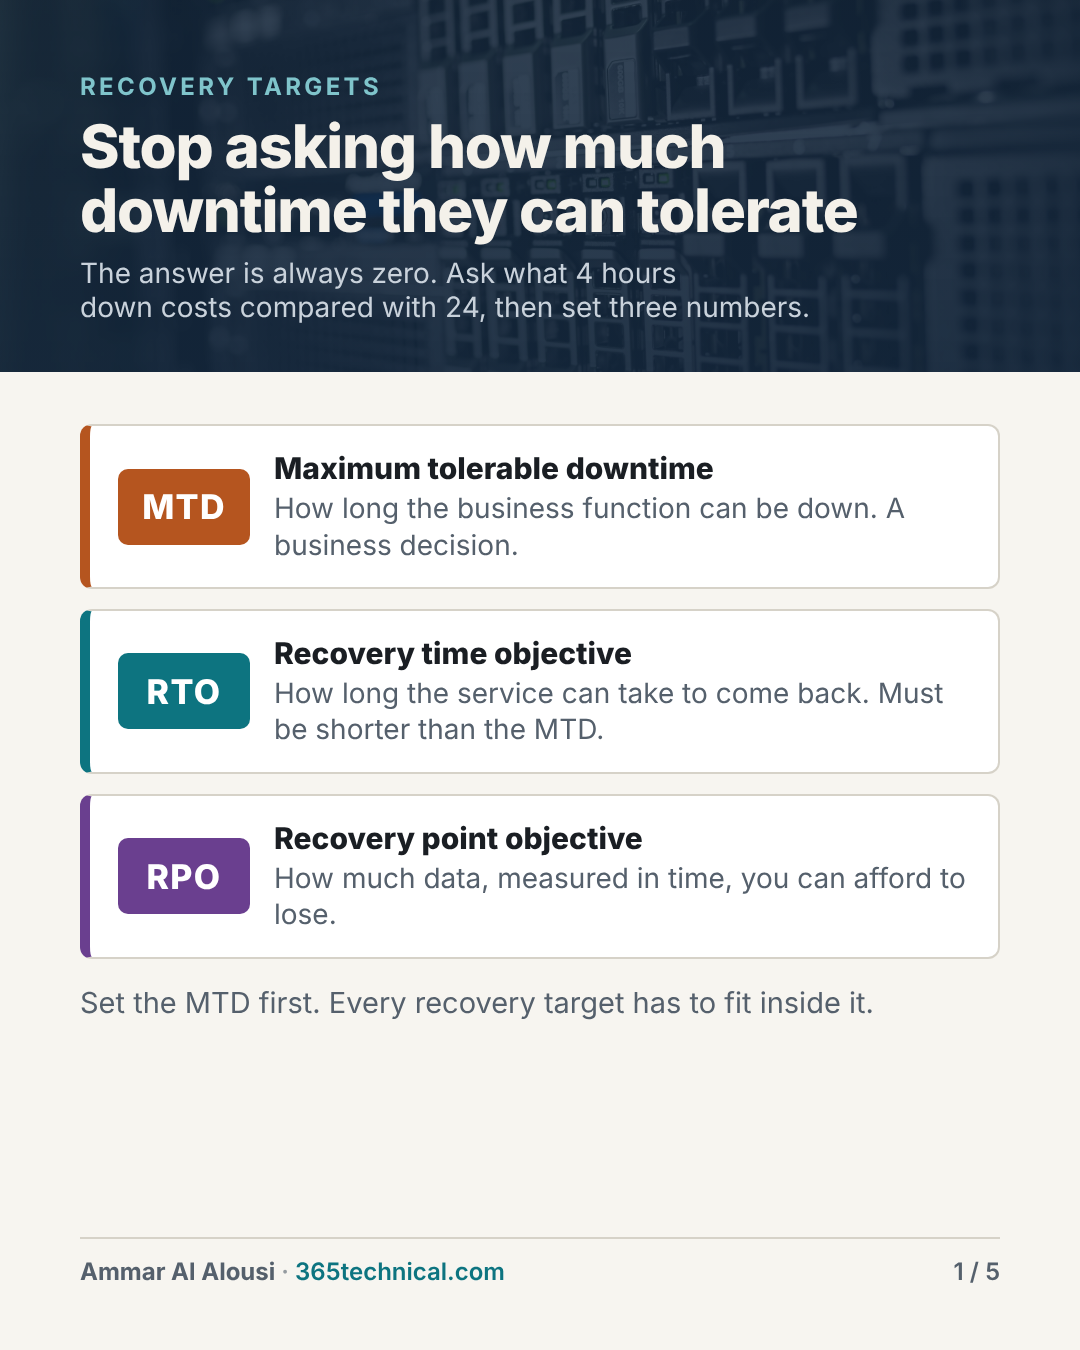 RECOVERY TARGETS
Stop asking how much
downtime they can tolerate
The answer is always zero. Ask what 4 hours
down costs compared with 24, then set three numbers.
MTD
Maximum tolerable downtime
How long the business function can be down. A
business decision.
RTO
Recovery time objective
How long the service can take to come back. Must
be shorter than the MTD.
RPO
Recovery point objective
How much data, measured in time, you can afford to
lose.
Set the MTD first. Every recovery target has to fit inside it.
Ammar Al Alousi · 365technical.com
1 / 5